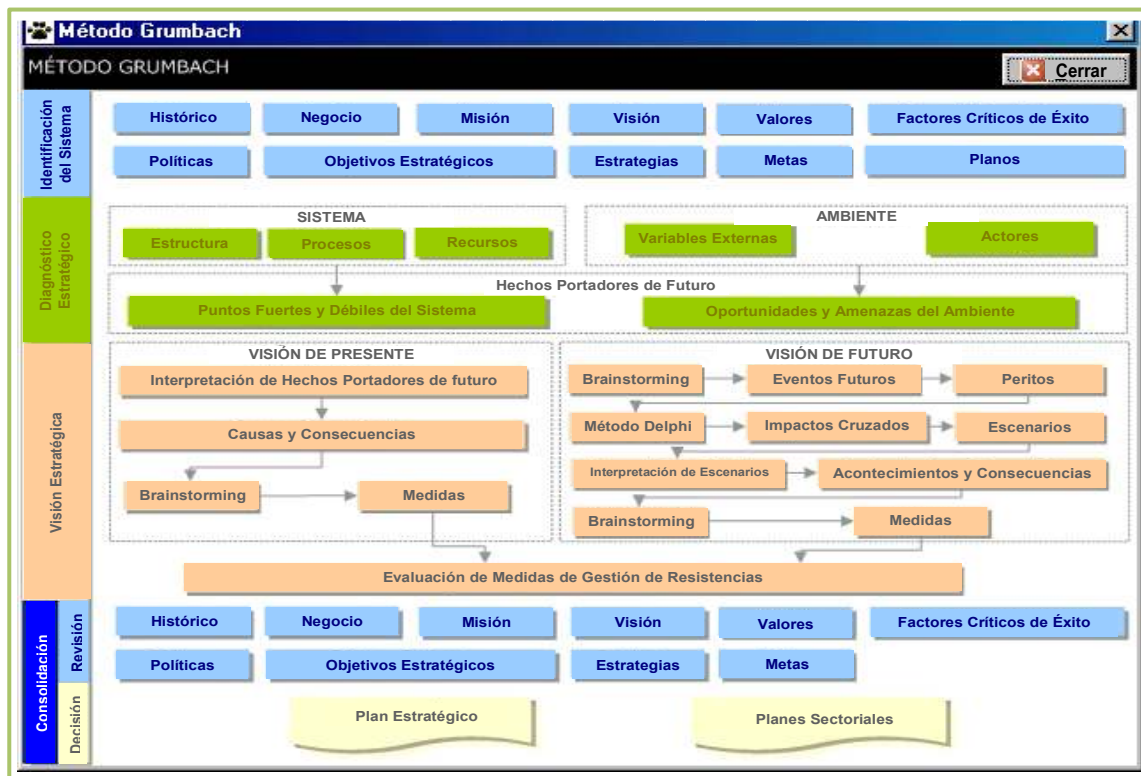 Método Grumbach
MÉTODO GRUMBACH
Cerrar
Identificación
del Sistema
Histórico
Negocio
Misión
Visión
Valores
Factores Críticos de Éxito
Políticas
Objetivos Estratégicos
Estrategias
Metas
Planos
Diagnóstico
Estratégico
SISTEMA
Estructura
Procesos
Recursos
AMBIENTE
Variables Externas
Actores
Hechos Portadores de Futuro
Puntos Fuertes y Débiles del Sistema
Oportunidades y Amenazas del Ambiente
Visión Estratégica
VISIÓN DE PRESENTE
Interpretación de Hechos Portadores de futuro
Causas y Consecuencias
Brainstorming
Medidas
VISIÓN DE FUTURO
Brainstorming
Eventos Futuros
Peritos
Método Delphi
Impactos Cruzados
Escenarios
Interpretación de Escenarios
Acontecimientos y Consecuencias
Brainstorming
Medidas
Evaluación de Medidas de Gestión de Resistencias
Consolidación
Revisión
Histórico
Negocio
Misión
Visión
Valores
Factores Críticos de Éxito
Políticas
Objetivos Estratégicos
Estrategias
Metas
Decisión
Plan Estratégico
Planes Sectoriales